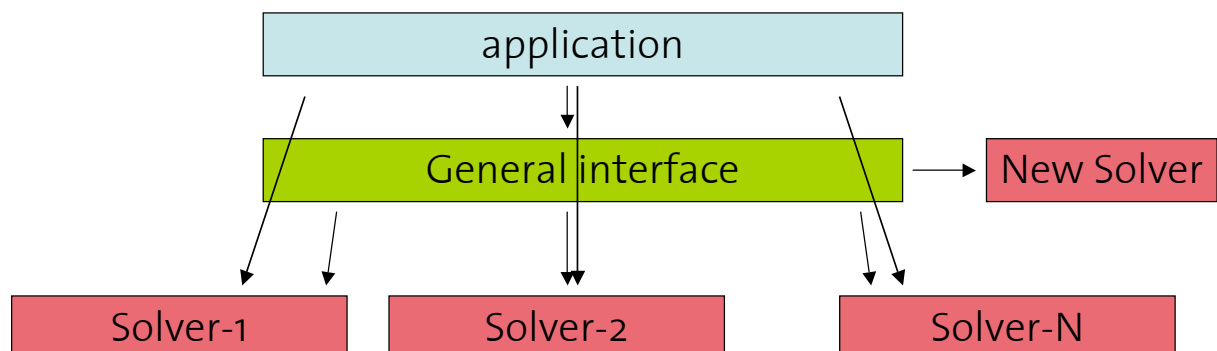 application
General interface
New Solver
Solver-1
Solver-2
Solver-N